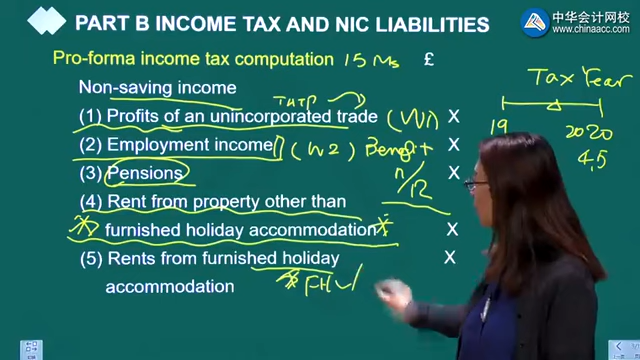 PART B INCOME TAX AND NIC LIABILITIES
中华会计网校
www.chinaacc.com
Pro-forma income tax computation 15 Ms £
Non-saving income
Tax Year
(1) Profits of an unincorporated trade (W1) X
19 2020
4.5
(2) Employment income (W2) Benefit X
(3) Pensions n/12 X
(4) Rent from property other than
furnished holiday accommodation X
(5) Rents from furnished holiday X
accommodation FHV